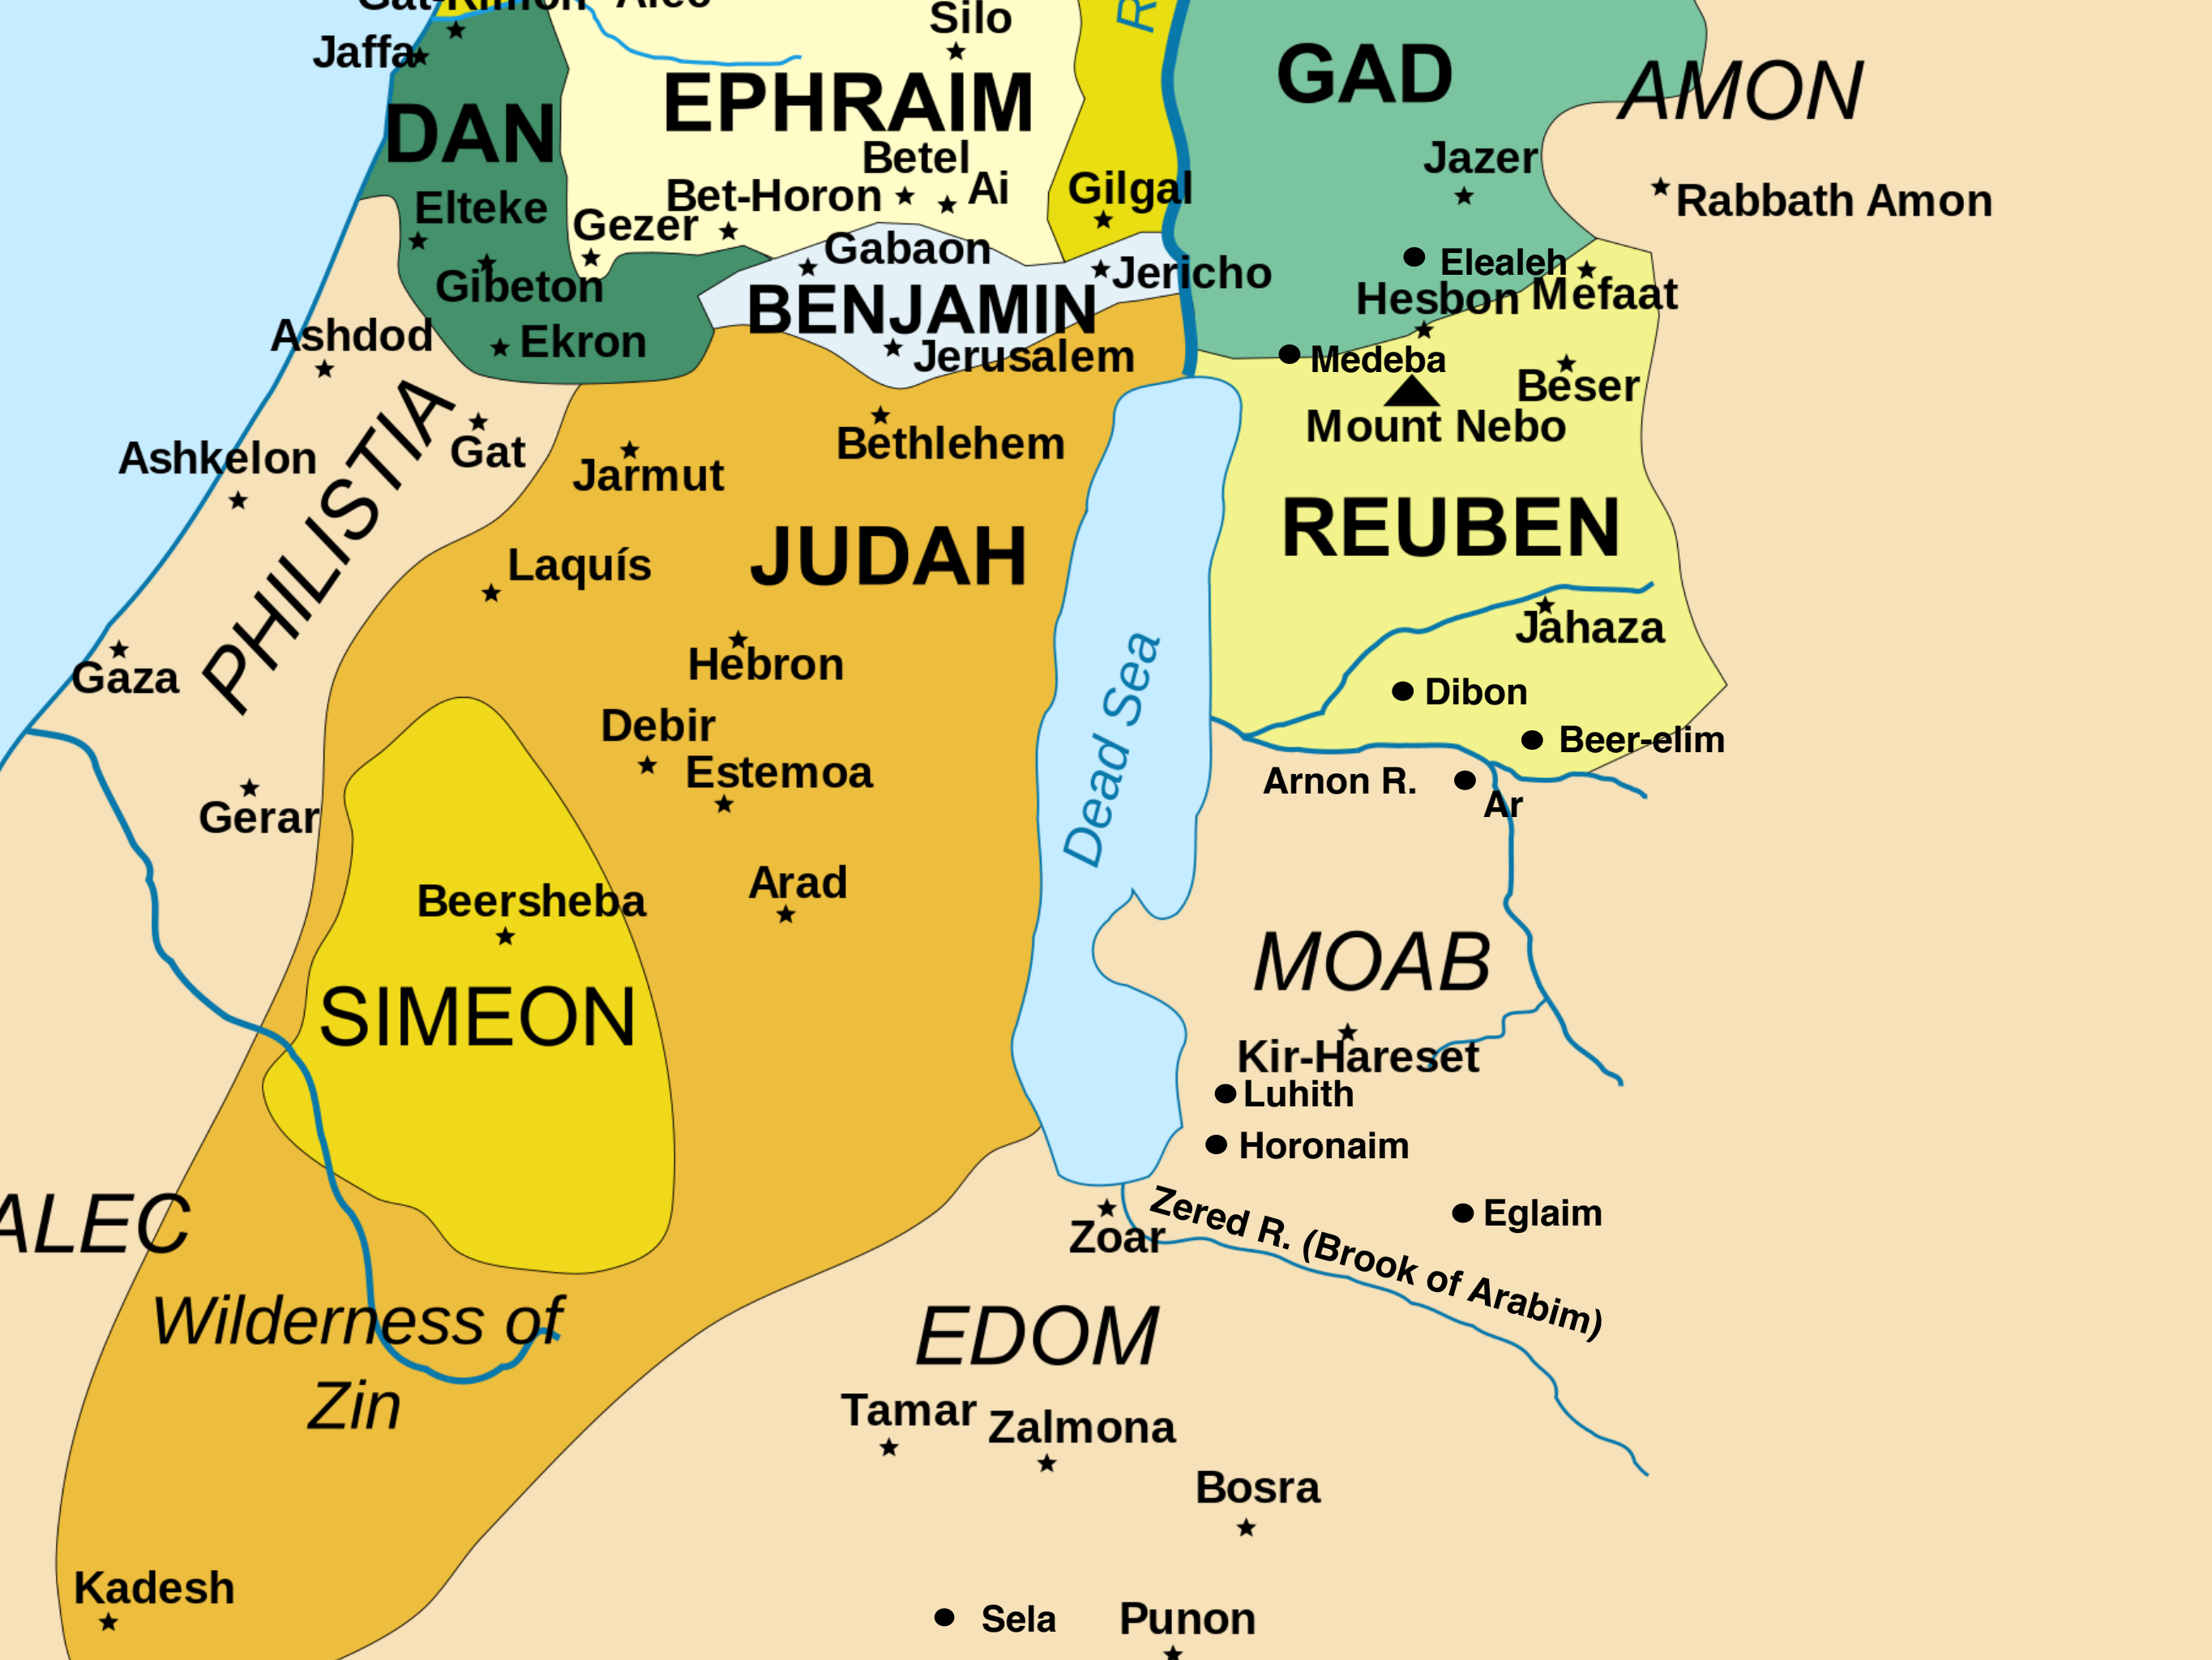 Gat-Rimon
Afec
Silo
Jaffa
GAD
AMON
EPHRAIM
DAN
Betel
Jazer
Bet-Horon
Ai
Gilgal
Rabbath Amon
Elteke
Gezer
Gabaon
Elealeh
Jericho
Gibeton
Hesbon
Mefaat
BENJAMIN
Ashdod
Ekron
Jerusalem
Medeba
Beser
Mount Nebo
Bethlehem
Ashkelon
Gat
Jarmut
PHILISTIA
REUBEN
JUDAH
Laquís
Jahaza
Hebron
Gaza
Dibon
Debir
Beer-elim
Dead Sea
Estemoa
Arnon R.
Ar
Gerar
Arad
Beersheba
MOAB
SIMEON
Kir-Hareset
Luhith
Horonaim
ALEC
Eglaim
Zoar
Zered R. (Brook of Arabim)
Wilderness of
Zin
EDOM
Tamar
Zalmona
Bosra
Kadesh
Sela
Punon